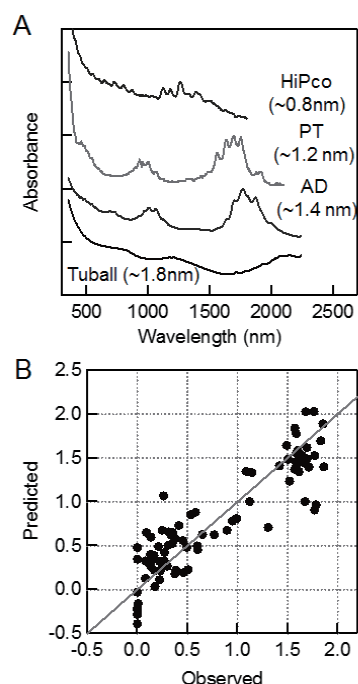 A
Absorbance
HiPco
(~0.8nm)
PT
(~1.2 nm)
AD
(~1.4 nm)
Tuball (~1.8nm)
500 1000 1500 2000 2500
Wavelength (nm)
B
Predicted
2.5
2.0
1.5
1.0
0.5
0.0
-0.5
-0.5 0.0 0.5 1.0 1.5 2.0
Observed